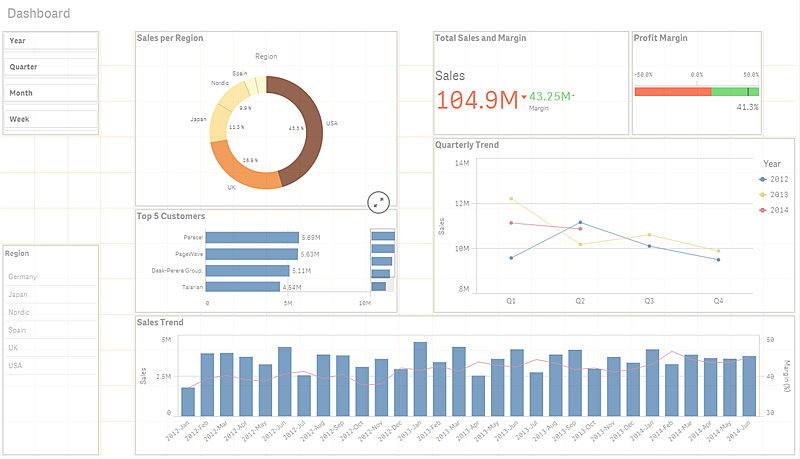 Dashboard
Year
Quarter
Month
Week
Region
Germany
Japan
Nordic
Spain
UK
USA
Sales per Region
Region
Spain
Nordic
Japan
UK
USA
9.9%
11.3%
26.9%
Top 5 Customers
Paracel
5.69M
PageWave
5.63M
Deak-Perera Group.
5.11M
Talarian
4.54M
0
5M
10M
Total Sales and Margin
Sales
104.9M
43.25M
Margin
Profit Margin
-50.0%
0.0%
50.0%
41.3%
Quarterly Trend
14M
12M
10M
8M
Sales
Q1
Q2
Q3
Q4
Year
2012
2013
2014
Sales Trend
5M
2.5M
0
Sales
50
40
30
Margin (%)
2012-Jan
2012-Feb
2012-Mar
2012-Apr
2012-May
2012-Jun
2012-Jul
2012-Aug
2012-Sep
2012-Oct
2012-Nov
2012-Dec
2013-Jan
2013-Feb
2013-Mar
2013-Apr
2013-May
2013-Jun
2013-Jul
2013-Aug
2013-Sep
2013-Oct
2013-Nov
2013-Dec
2014-Jan
2014-Feb
2014-Mar
2014-Apr
2014-May
2014-Jun